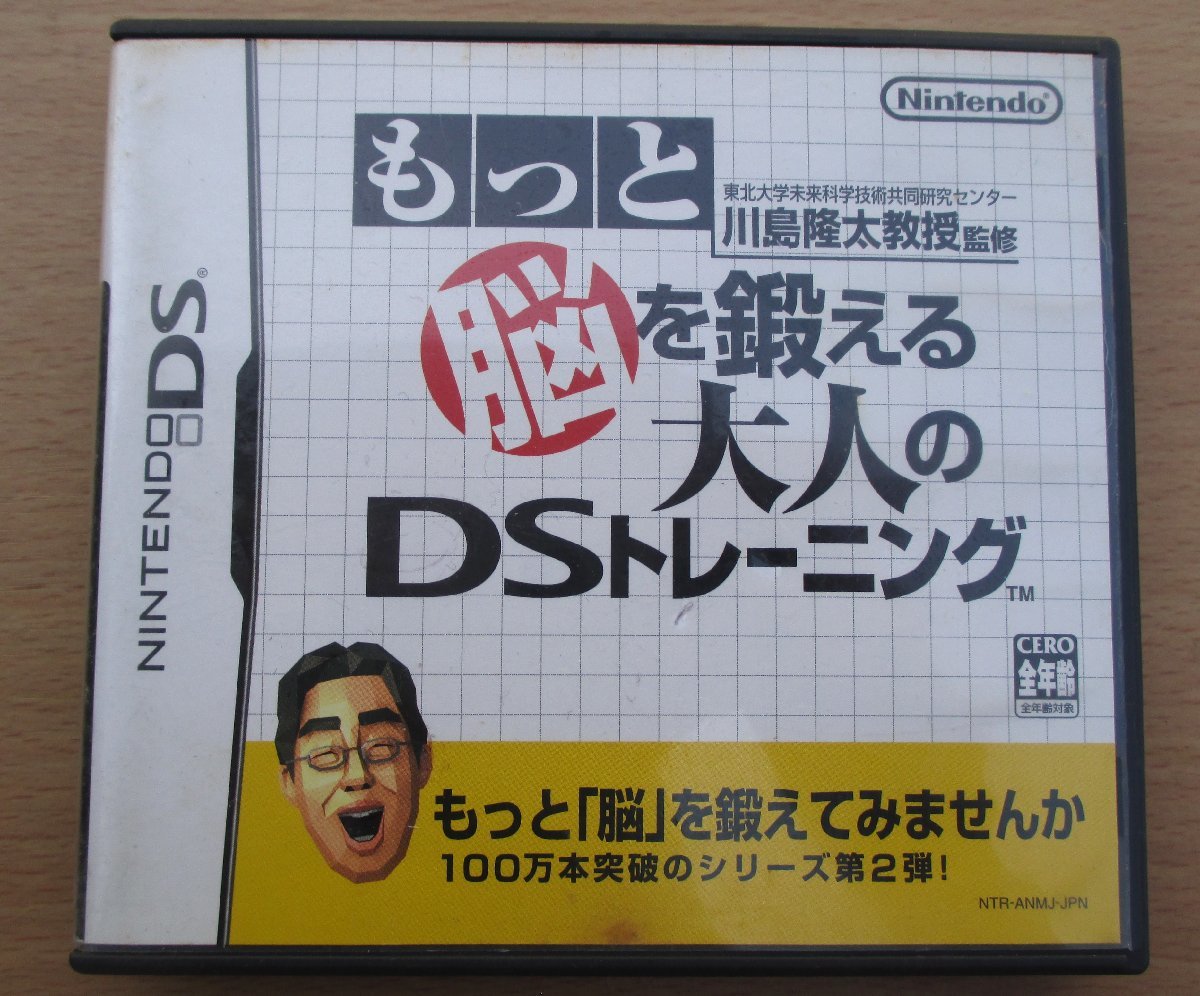 NINTENDO DS®
Nintendo®
もっと
東北大学未来科学技術共同研究センター
川島隆太教授監修
脳を鍛える
大人の
DSトレーニング™
CERO
全年齢
全年齢対象
もっと「脳」を鍛えてみませんか
100万本突破のシリーズ第2弾!
NTR-ANMJ-JPN